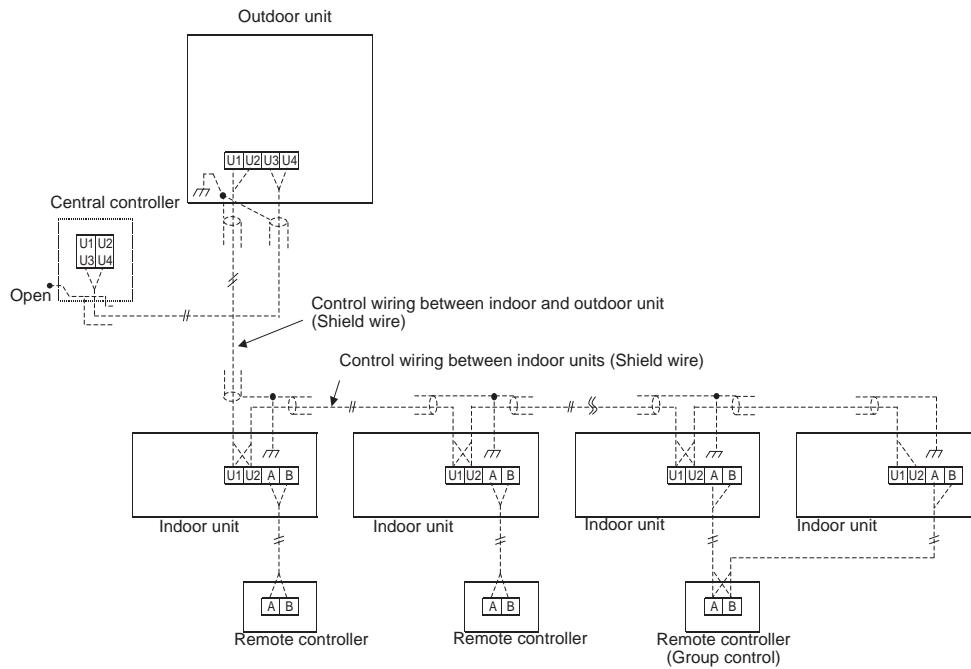 Outdoor unit
U1 U2 U3 U4
Central controller
U1 U2
U3 U4
Open
Control wiring between indoor and outdoor unit
(Shield wire)
Control wiring between indoor units (Shield wire)
U1 U2 A B
U1 U2 A B
U1 U2 A B
U1 U2 A B
Indoor unit
Indoor unit
Indoor unit
Indoor unit
A B
A B
A B
Remote controller
Remote controller
Remote controller
(Group control)